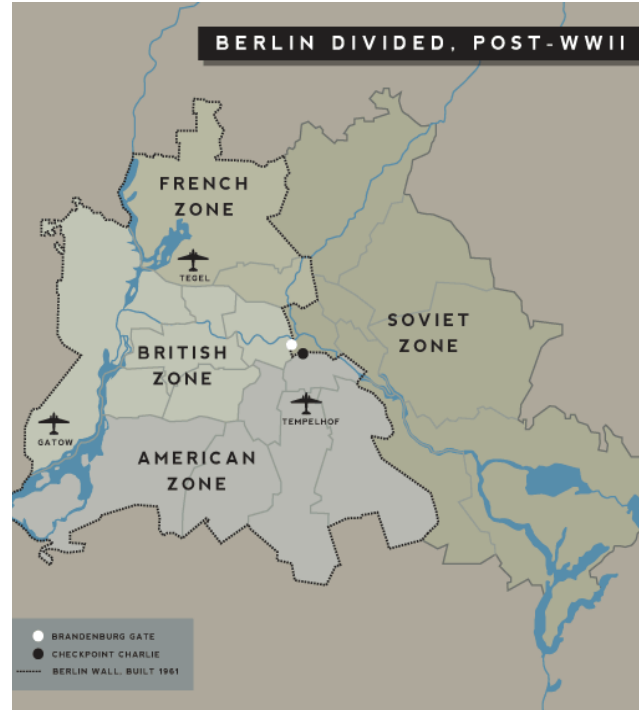 BERLIN DIVIDED, POST-WWII
FRENCH
ZONE
TEGEL
SOVIET
ZONE
BRITISH
ZONE
TEMPELHOF
GATOW
AMERICAN
ZONE
BRANDENBURG GATE
CHECKPOINT CHARLIE
BERLIN WALL, BUILT 1961